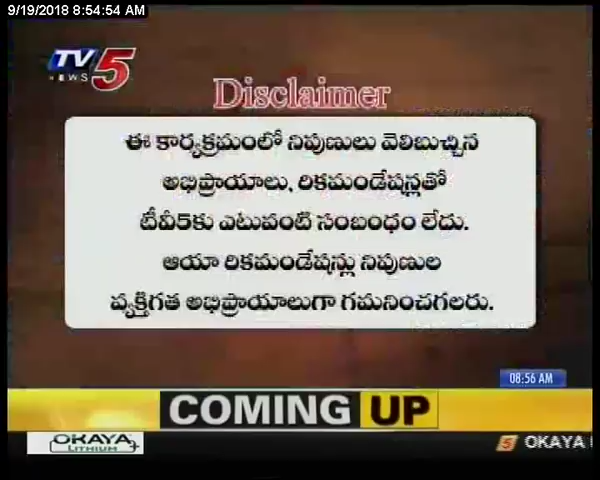 9/19/2018 8:54:54 AM
TV5
NEWS
Disclaimer
ఈ కార్యక్రమంలో నిపుణులు వెలిబుచ్చిన
అభిప్రాయాలు, రికమండేషన్లతో
టీవీ5కు ఎటువంటి సంబంధం లేదు.
ఆయా రికమండేషన్లు నిపుణుల
వ్యక్తిగత అభిప్రాయాలుగా గమనించగలరు.
08:56 AM
COMING UP
OKAYA
LITHIUM
5 OKAYA